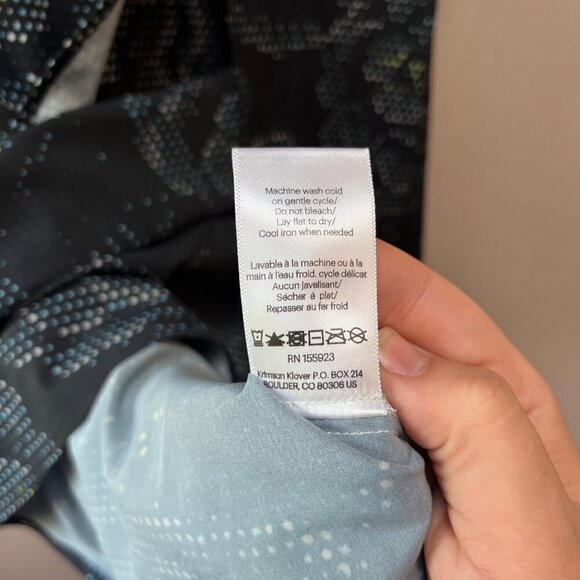 Machine wash cold
on gentle cycle/
Do not bleach/
Lay flat to dry/
Cool iron when needed
Lavable à la machine ou à la
main à l'eau froid, cycle délicat
Aucun javelisant/
Sécher à plat/
Repasser au fer froid
RN 155923
Krimson Klover P.O. BOX 214
BOULDER, CO 80306 US